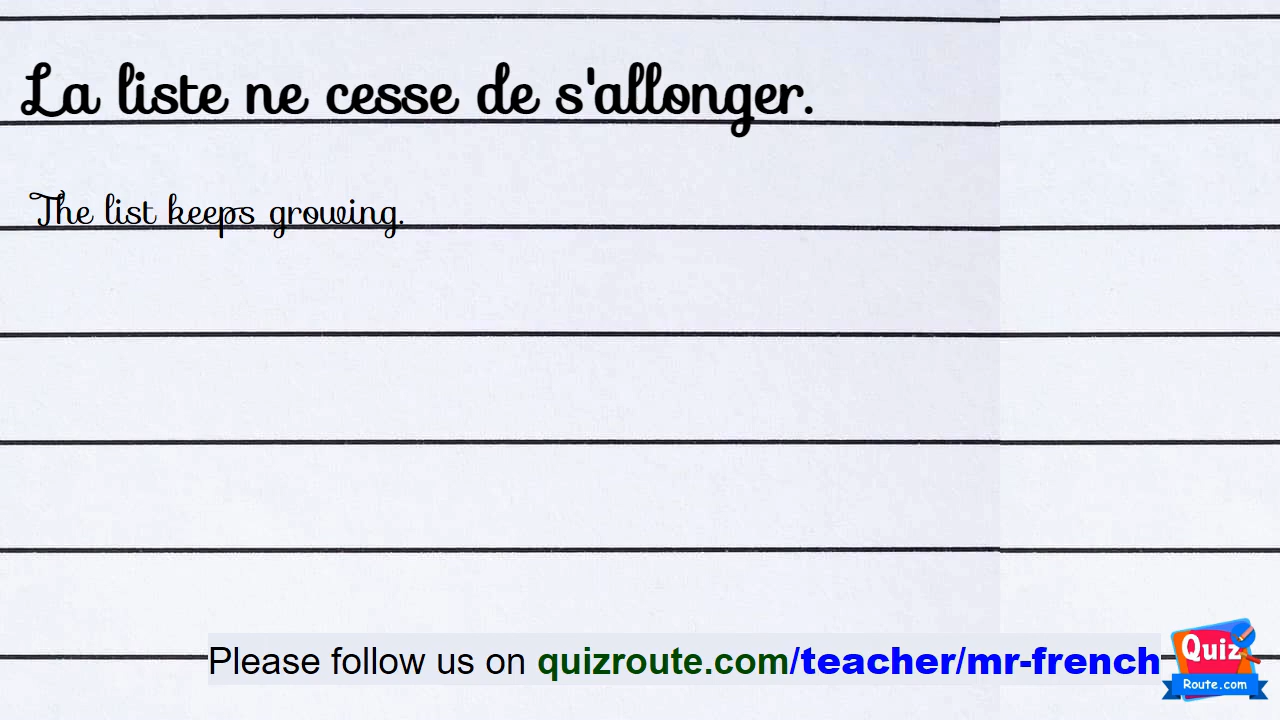 La liste ne cesse de s'allonger.
The list keeps growing.
Please follow us on quizroute.com/teacher/mr-french
Quiz
Route.com